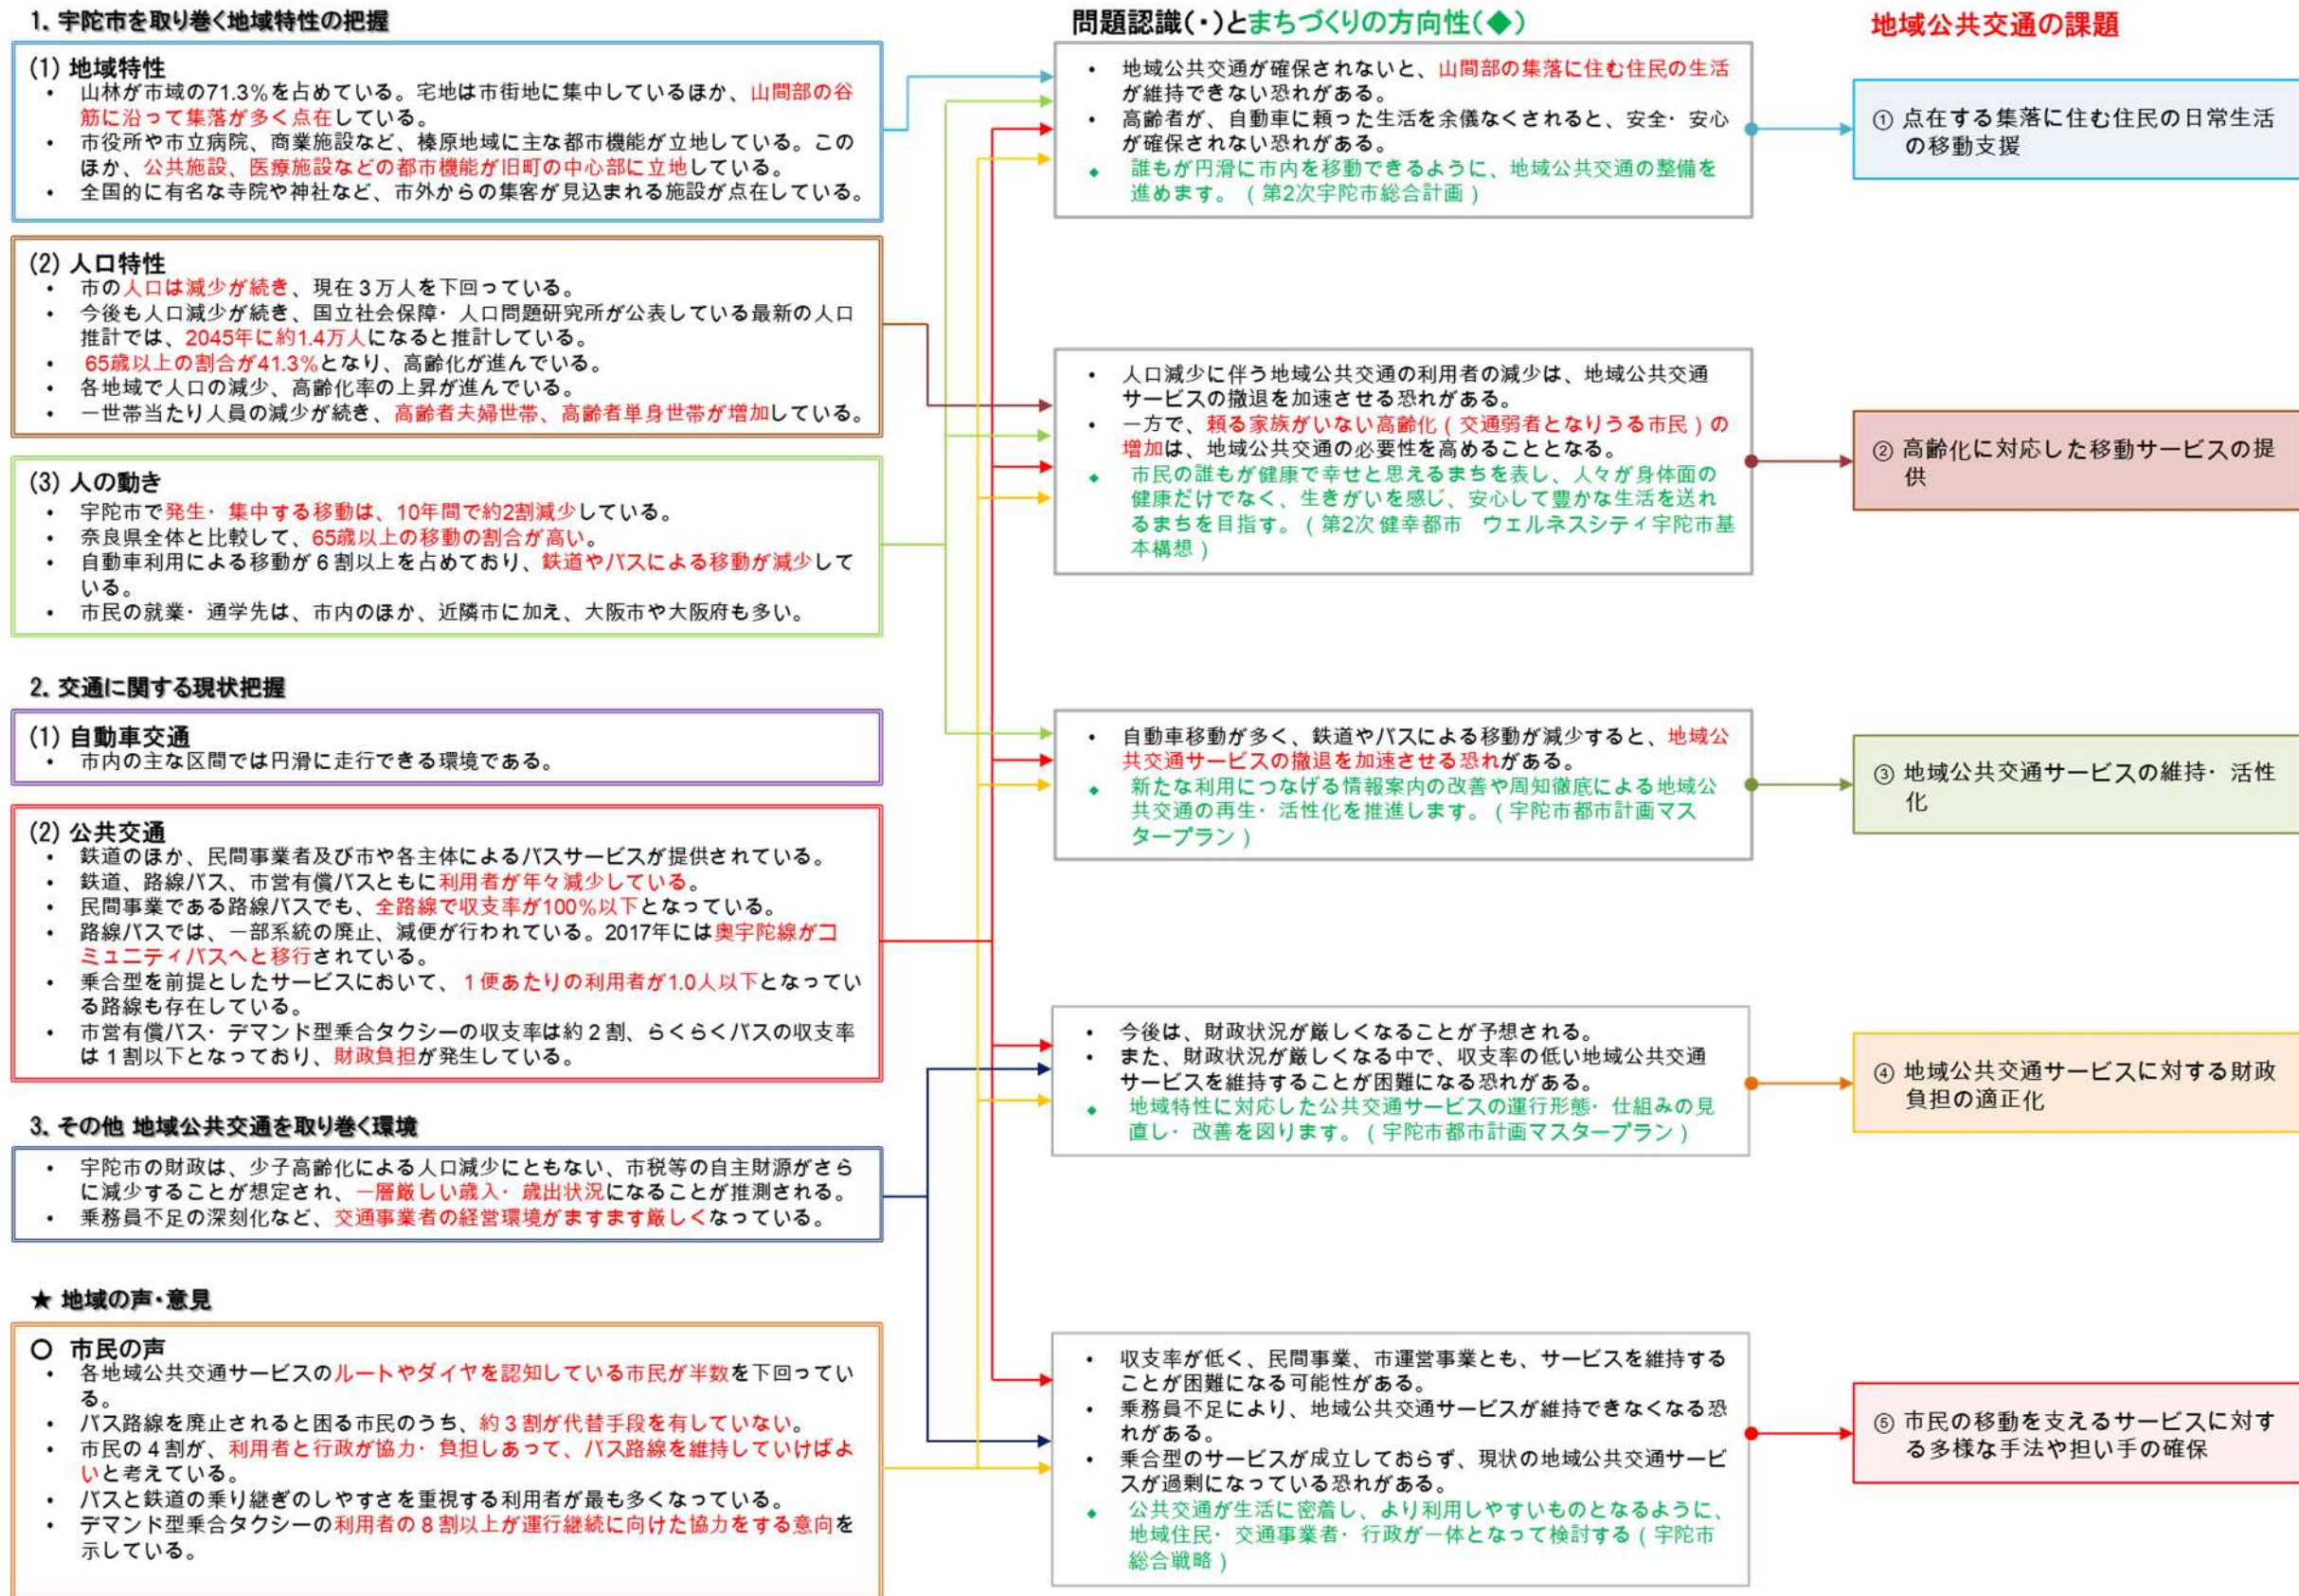 1. 宇陀市を取り巻く地域特性の把握
(1) 地域特性
・ 山林が市域の71.3%を占めている。宅地は市街地に集中しているほか、山間部の谷
筋に沿って集落が多く点在している。
・ 市役所や市立病院、商業施設など、榛原地域に主な都市機能が立地している。この
ほか、公共施設、医療施設などの都市機能が旧町の中心部に立地している。
・ 全国的に有名な寺院や神社など、市外からの集客が見込まれる施設が点在している。
(2) 人口特性
・ 市の人口は減少が続き、現在3万人を下回っている。
・ 今後も人口減少が続き、国立社会保障・人口問題研究所が公表している最新の人口
推計では、2045年に約1.4万人になると推計している。
・ 65歳以上の割合が41.3%となり、高齢化が進んでいる。
・ 各地域で人口の減少、高齢化率の上昇が進んでいる。
・ 一世帯当たり人員の減少が続き、高齢者夫婦世帯、高齢者単身世帯が増加している。
(3) 人の動き
・ 宇陀市で発生・集中する移動は、10年間で約2割減少している。
・ 奈良県全体と比較して、65歳以上の移動の割合が高い。
・ 自動車利用による移動が6割以上を占めており、鉄道やバスによる移動が減少して
いる。
・ 市民の就業・通学先は、市内のほか、近隣市に加え、大阪市や大阪府も多い。
2. 交通に関する現状把握
(1) 自動車交通
・ 市内の主な区間では円滑に走行できる環境である。
(2) 公共交通
・ 鉄道のほか、民間事業者及び市や各主体によるバスサービスが提供されている。
・ 鉄道、路線バス、市営有償バスともに利用者が年々減少している。
・ 民間事業である路線バスでも、全路線で収支率が100%以下となっている。
・ 路線バスでは、一部系統の廃止、減便が行われている。2017年には奥宇陀線がコ
ミュニティバスへと移行されている。
・ 乗合型を前提としたサービスにおいて、1便あたりの利用者が1.0人以下となってい
る路線も存在している。
・ 市営有償バス・デマンド型乗合タクシーの収支率は約2割、らくらくバスの収支率
は1割以下となっており、財政負担が発生している。
3. その他 地域公共交通を取り巻く環境
・ 宇陀市の財政は、少子高齢化による人口減少にともない、市税等の自主財源がさら
に減少することが想定され、一層厳しい歳入・歳出状況になることが推測される。
・ 乗務員不足の深刻化など、交通事業者の経営環境がますます厳しくなっている。
★ 地域の声・意見
〇 市民の声
・ 各地域公共交通サービスのルートやダイヤを認知している市民が半数を下回ってい
る。
・ バス路線を廃止されると困る市民のうち、約3割が代替手段を有していない。
・ 市民の4割が、利用者と行政が協力・負担しあって、バス路線を維持していけばよ
いと考えている。
・ バスと鉄道の乗り継ぎのしやすさを重視する利用者が最も多くなっている。
・ デマンド型乗合タクシーの利用者の8割以上が運行継続に向けた協力をする意向を
示している。
問題認識(・)とまちづくりの方向性(◆)
・ 地域公共交通が確保されないと、山間部の集落に住む住民の生活
が維持できない恐れがある。
・ 高齢者が、自動車に頼った生活を余儀なくされると、安全・安心
が確保されない恐れがある。
◆ 誰もが円滑に市内を移動できるように、地域公共交通の整備を
進めます。(第2次宇陀市総合計画)
・ 人口減少に伴う地域公共交通の利用者の減少は、地域公共交通
サービスの撤退を加速させる恐れがある。
・ 一方で、頼る家族がいない高齢化(交通弱者となりうる市民)の
増加は、地域公共交通の必要性を高めることとなる。
◆ 市民の誰もが健康で幸せと思えるまちを表し、人々が身体面の
健康だけでなく、生きがいを感じ、安心して豊かな生活を送れ
るまちを目指す。(第2次 健幸都市 ウェルネスシティ宇陀市基
本構想)
・ 自動車移動が多く、鉄道やバスによる移動が減少すると、地域公
共交通サービスの撤退を加速させる恐れがある。
◆ 新たな利用につなげる情報案内の改善や周知徹底による地域公
共交通の再生・活性化を推進します。(宇陀市都市計画マス
タープラン)
・ 今後は、財政状況が厳しくなることが予想される。
・ また、財政状況が厳しくなる中で、収支率の低い地域公共交通
サービスを維持することが困難になる恐れがある。
◆ 地域特性に対応した公共交通サービスの運行形態・仕組みの見
直し・改善を図ります。(宇陀市都市計画マスタープラン)
・ 収支率が低く、民間事業、市運営事業とも、サービスを維持する
ことが困難になる可能性がある。
・ 乗務員不足により、地域公共交通サービスが維持できなくなる恐
れがある。
・ 乗合型のサービスが成立しておらず、現状の地域公共交通サービ
スが過剰になっている恐れがある。
◆ 公共交通が生活に密着し、より利用しやすいものとなるように、
地域住民・交通事業者・行政が一体となって検討する(宇陀市
総合戦略)
地域公共交通の課題
① 点在する集落に住む住民の日常生活
の移動支援
② 高齢化に対応した移動サービスの提
供
③ 地域公共交通サービスの維持・活性
化
④ 地域公共交通サービスに対する財政
負担の適正化
⑤ 市民の移動を支えるサービスに対す
る多様な手法や担い手の確保